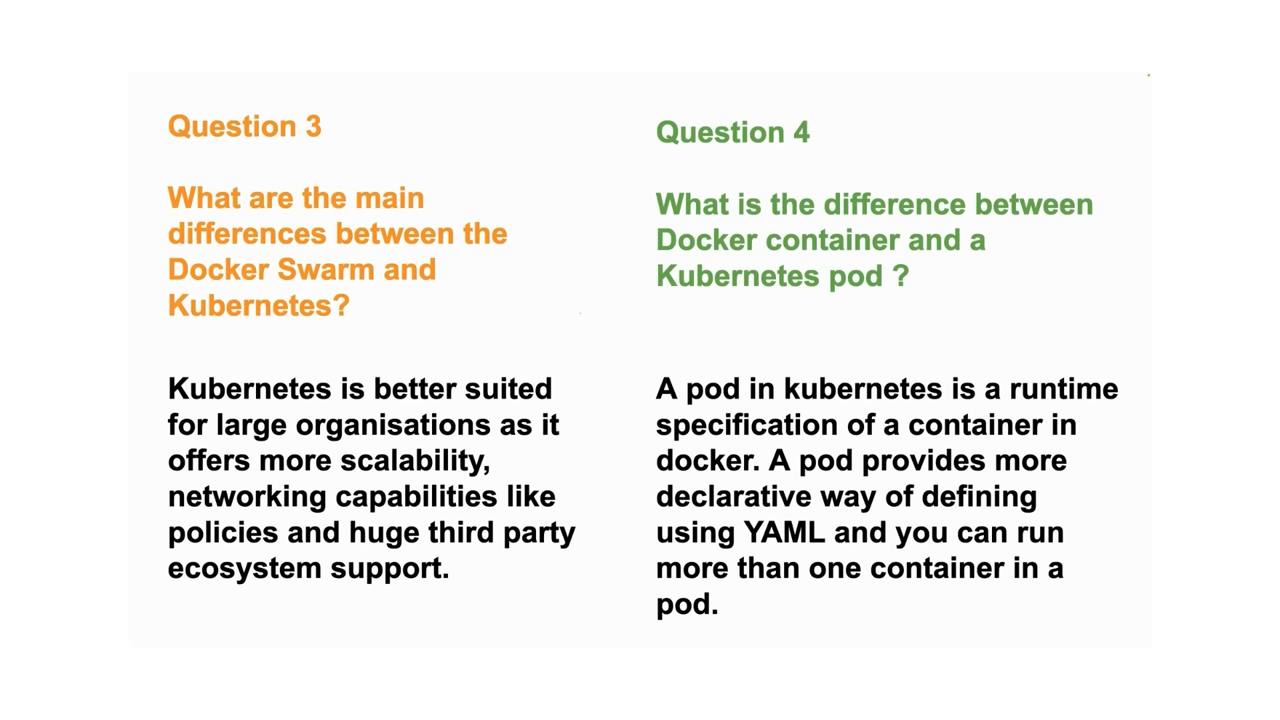 Question 3
What are the main
differences between the
Docker Swarm and
Kubernetes?
Kubernetes is better suited
for large organisations as it
offers more scalability,
networking capabilities like
policies and huge third party
ecosystem support.
Question 4
What is the difference between
Docker container and a
Kubernetes pod ?
A pod in kubernetes is a runtime
specification of a container in
docker. A pod provides more
declarative way of defining
using YAML and you can run
more than one container in a
pod.